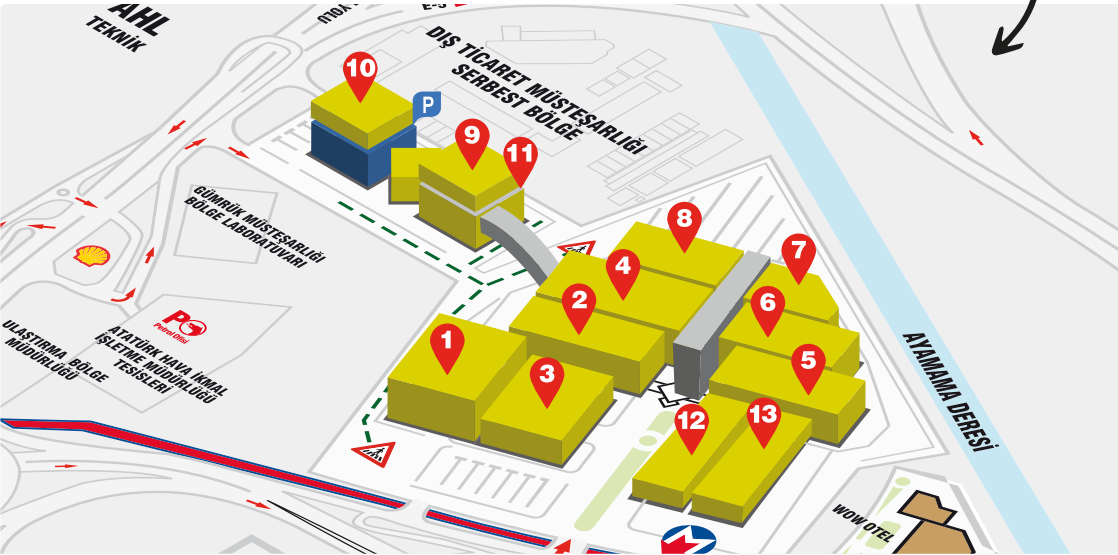 AHL
TEKNİK
E-5
DIŞ TİCARET MÜSTEŞARLIĞI
SERBEST BÖLGE
10
P
9
11
GÜMRÜK MÜSTEŞARLIĞI
BÖLGE LABORATUVARI
8
7
4
2
6
1
3
5
12
13
Petrol Ofisi
ULAŞTIRMA BÖLGE
MÜDÜRLÜĞÜ
ATATÜRK HAVA İKMAL
İŞLETME MÜDÜRLÜĞÜ
TESİSLERİ
AYAMAMA DERESİ
WOW OTEL